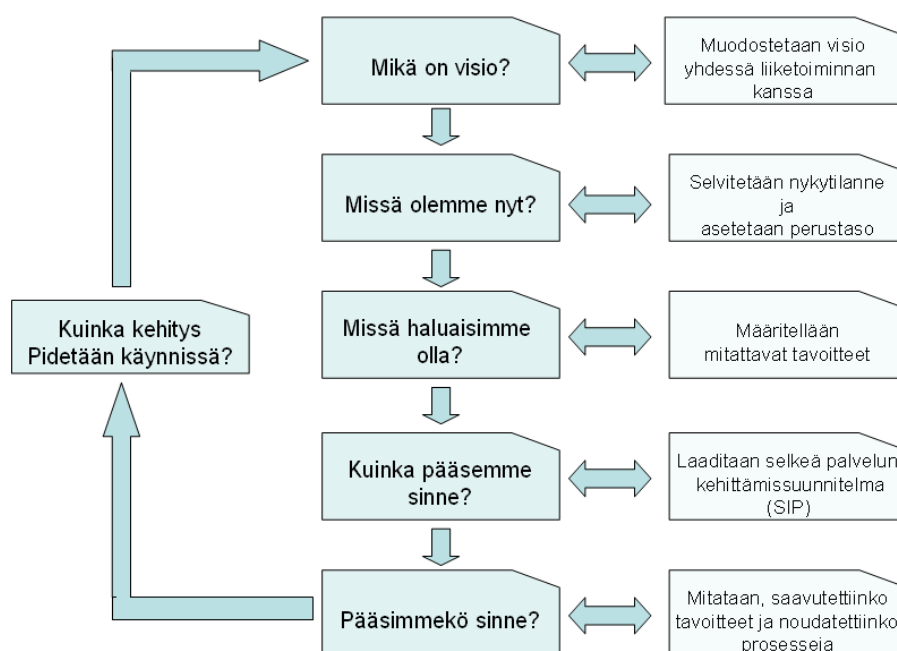 Mikä on visio?
Muodostetaan visio
yhdessä liiketoiminnan
kanssa
Missä olemme nyt?
Selvitetään nykytilanne
ja
asetetaan perustaso
Kuinka kehitys
Pidetään käynnissä?
Missä haluaisimme
olla?
Määritellään
mitattavat tavoitteet
Kuinka pääsemme
sinne?
Laaditaan selkeä palvelun
kehittämissuunnitelma
(SIP)
Pääsimmekö sinne?
Mitataan, saavutettiinko
tavoitteet ja noudatettiinko
prosesseja